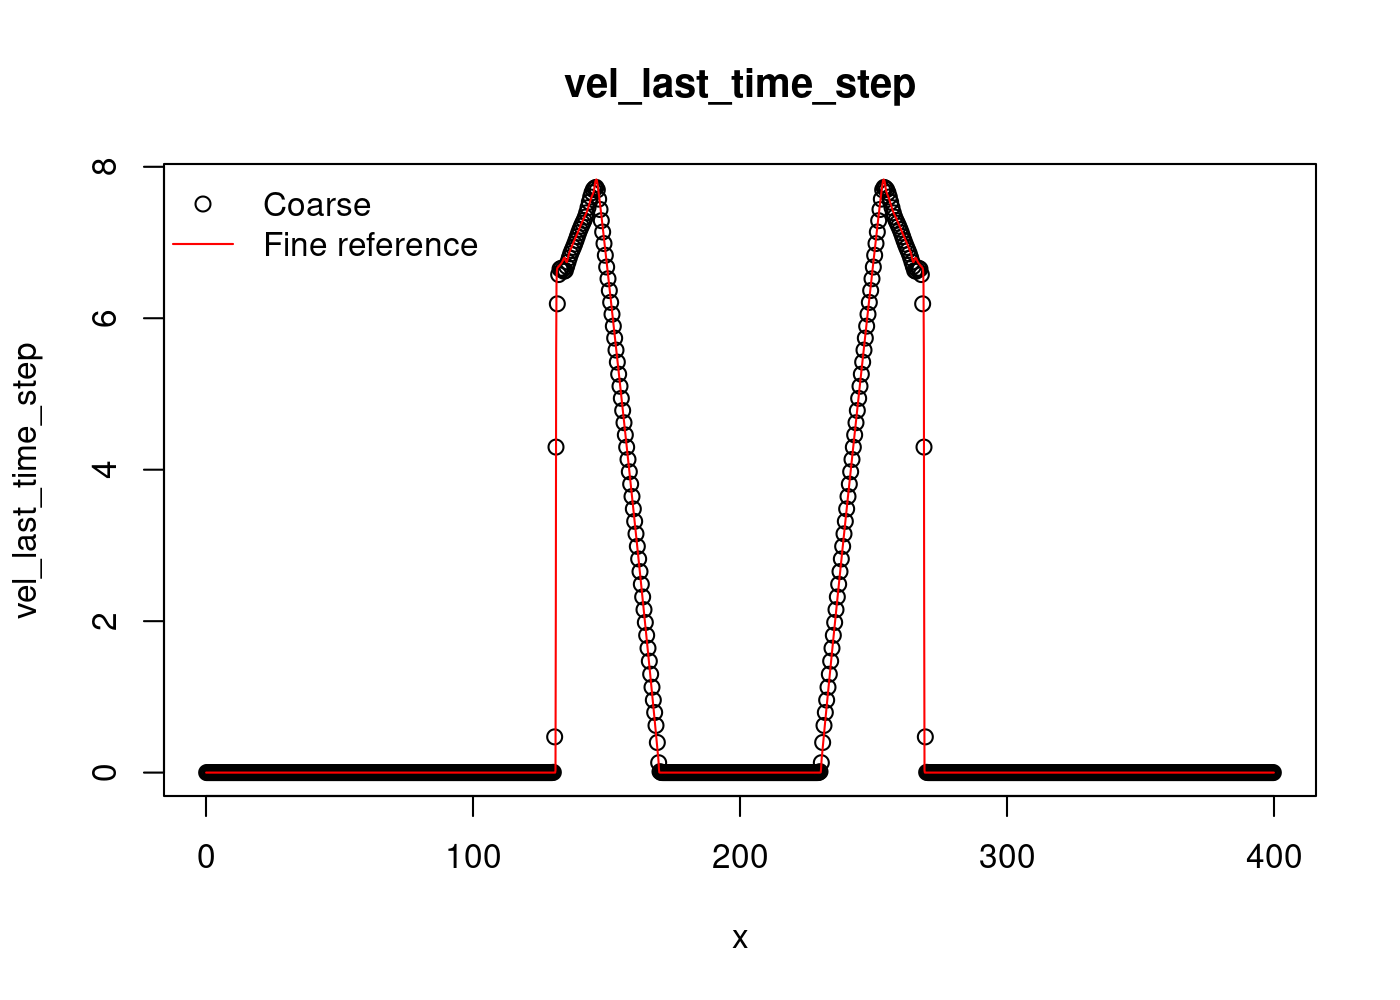 vel_last_time_step
Coarse
Fine reference
vel_last_time_step
8
6
4
2
0
0 100 200 300 400
x